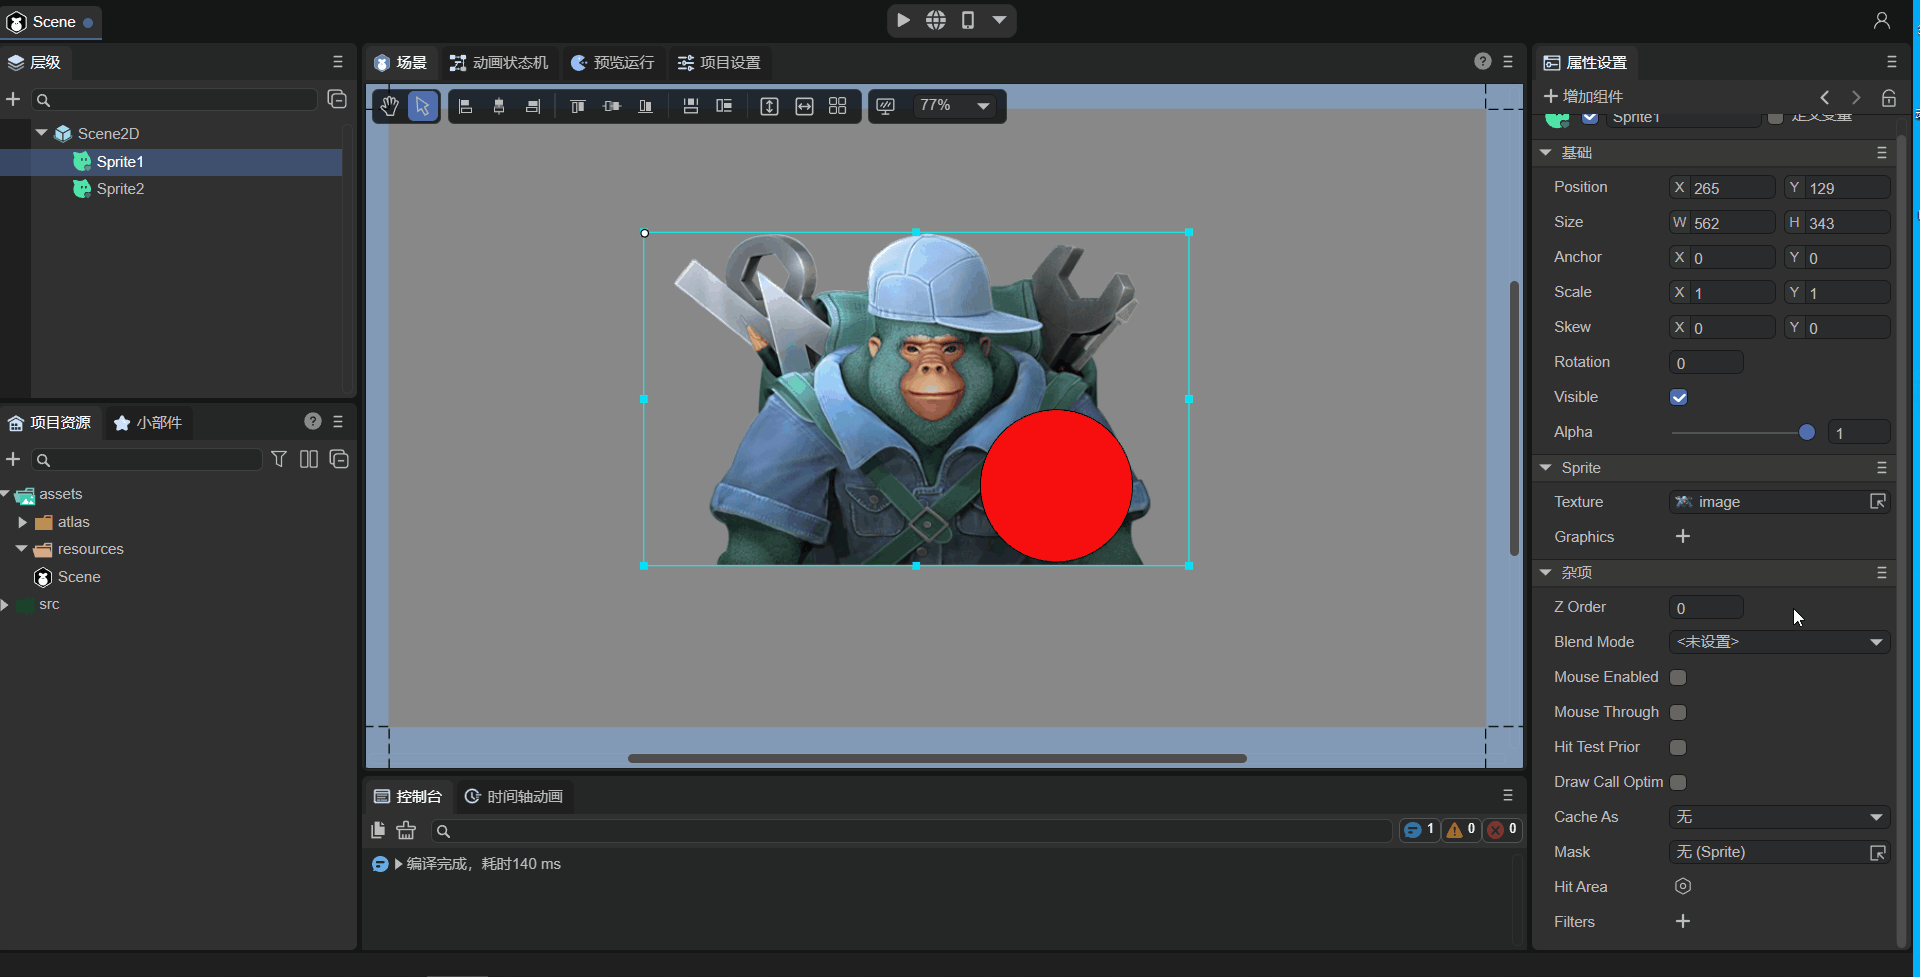 Scene
层级
Scene2D
Sprite1
Sprite2
项目资源
小部件
assets
atlas
resources
Scene
src
场景
动画状态机
预览运行
项目设置
77%
控制台
时间轴动画
1
0
0
编译完成，耗时140 ms
属性设置
增加组件
Sprite1
定义变量
基础
Position X 265 Y 129
Size W 562 H 343
Anchor X 0 Y 0
Scale X 1 Y 1
Skew X 0 Y 0
Rotation 0
Visible
Alpha 1
Sprite
Texture image
Graphics
杂项
Z Order 0
Blend Mode <未设置>
Mouse Enabled
Mouse Through
Hit Test Prior
Draw Call Optim
Cache As 无
Mask 无 (Sprite)
Hit Area
Filters